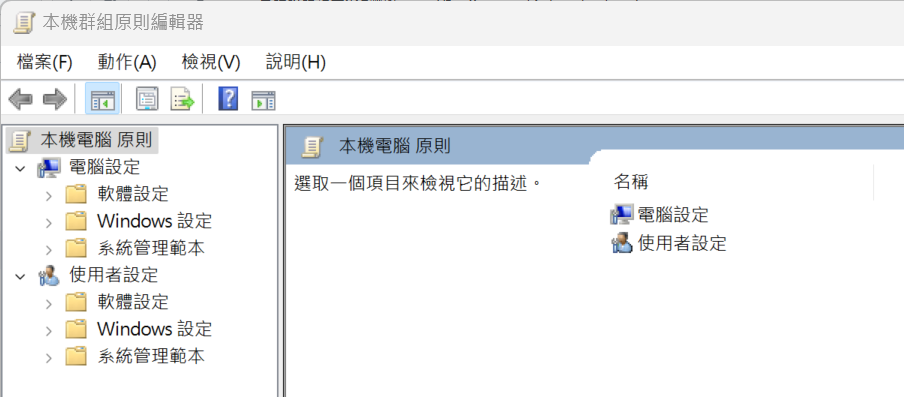 本機群組原則編輯器
檔案(F) 動作(A) 檢視(V) 說明(H)
本機電腦 原則
電腦設定
軟體設定
Windows 設定
系統管理範本
使用者設定
軟體設定
Windows 設定
系統管理範本
本機電腦 原則
選取一個項目來檢視它的描述。
名稱
電腦設定
使用者設定